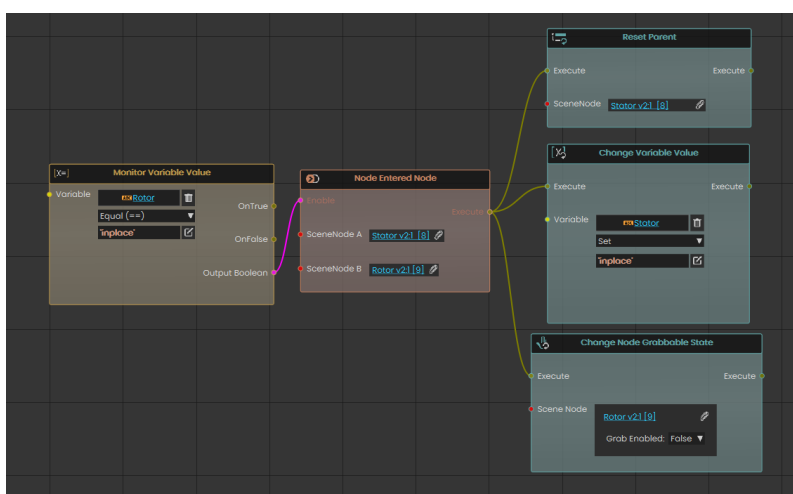 Reset Parent
Execute Execute
SceneNode Stator v2:1 [8]
[X=] Monitor Variable Value
Variable ABC Rotor
Equal (==)
"inplace"
OnTrue
OnFalse
Output Boolean
Node Entered Node
Enable
Execute
SceneNode A Stator v2:1 [8]
SceneNode B Rotor v2:1 [9]
Change Variable Value
Execute Execute
Variable ABC Stator
Set
"inplace"
Change Node Grabbable State
Execute Execute
Scene Node Rotor v2:1 [9]
Grab Enabled: False